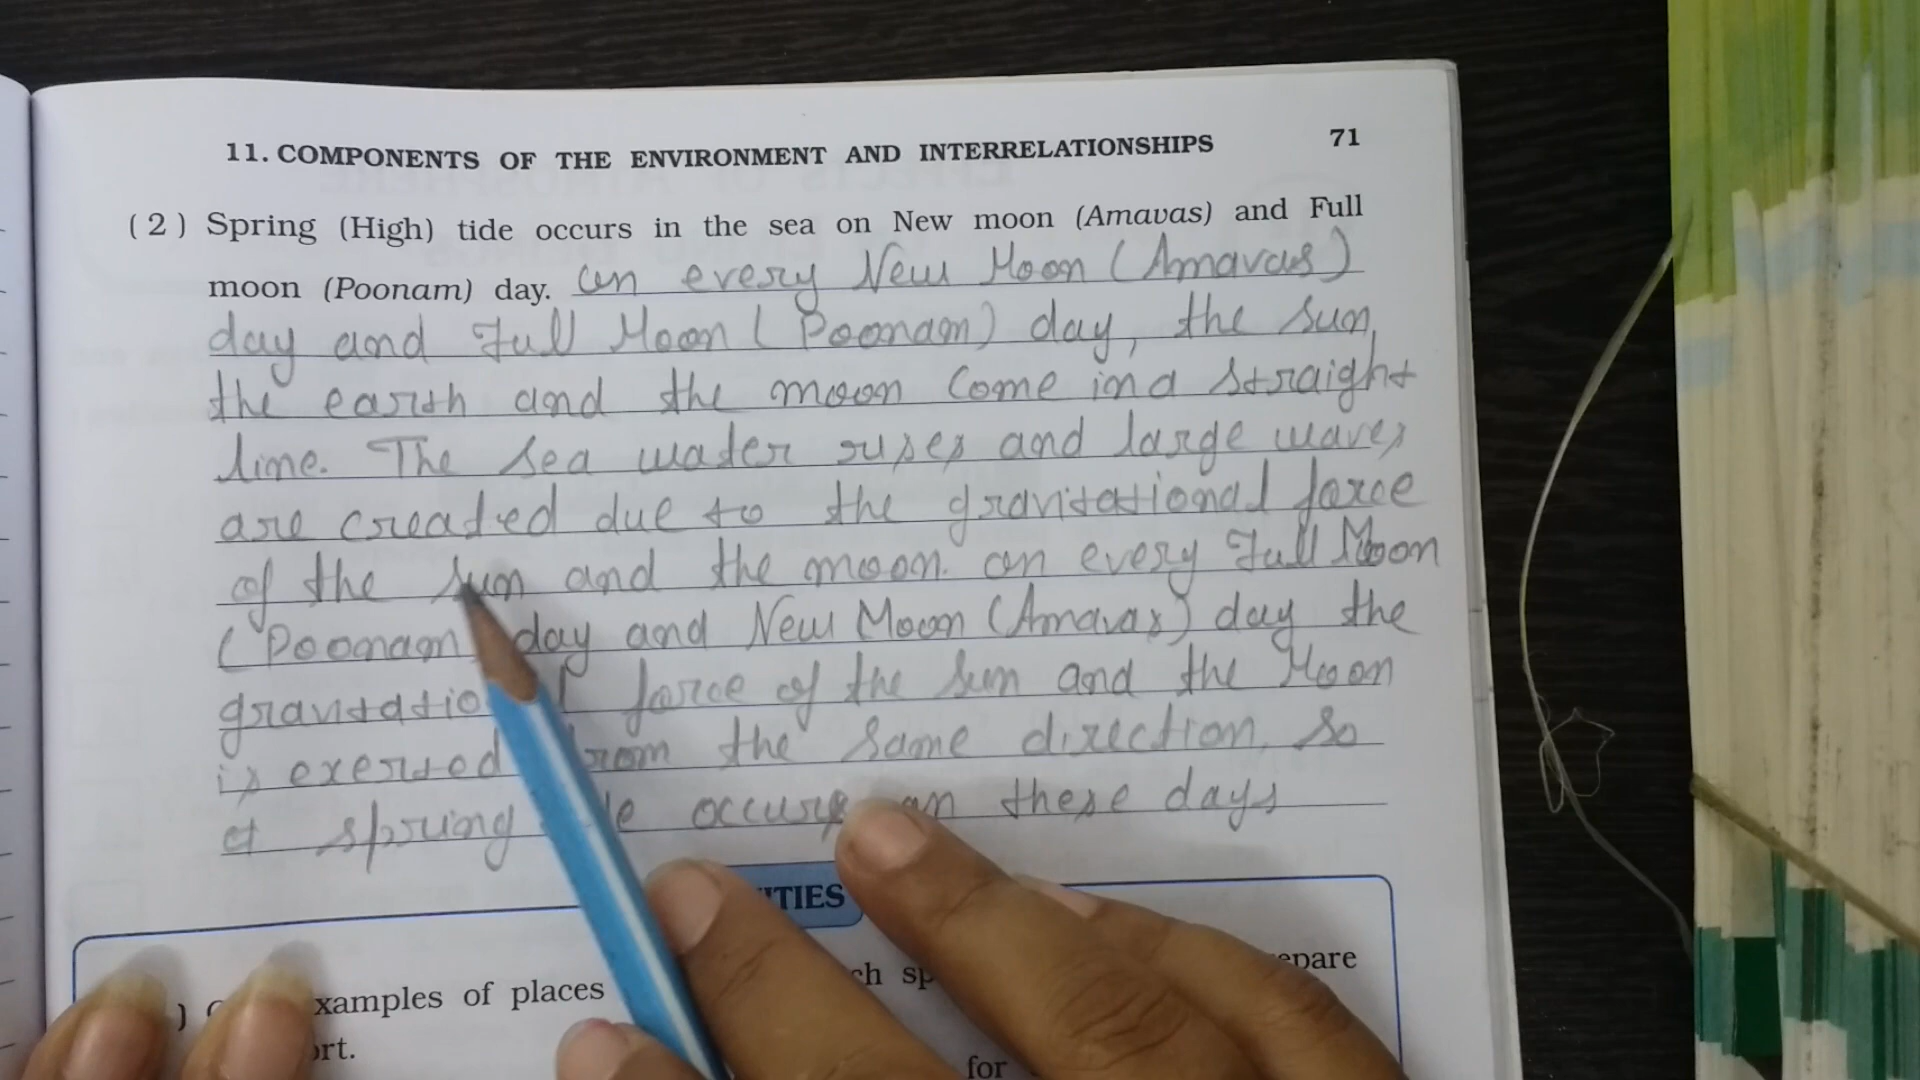 11. COMPONENTS OF THE ENVIRONMENT AND INTERRELATIONSHIPS 71
(2) Spring (High) tide occurs in the sea on New moon (Amavas) and Full
moon (Poonam) day. On every New Moon (Amavas)
day and Full Moon (Poonam) day, the sun,
the earth and the moon come in a straight
line. The sea water rises and large waves
are created due to the gravitational force
of the sun and the moon. On every Full Moon
(Poonam) day and New Moon (Amavas) day the
gravitational force of the sun and the Moon
is exerted from the same direction, so
a spring occurs on these days
TIES
xamples of places
for